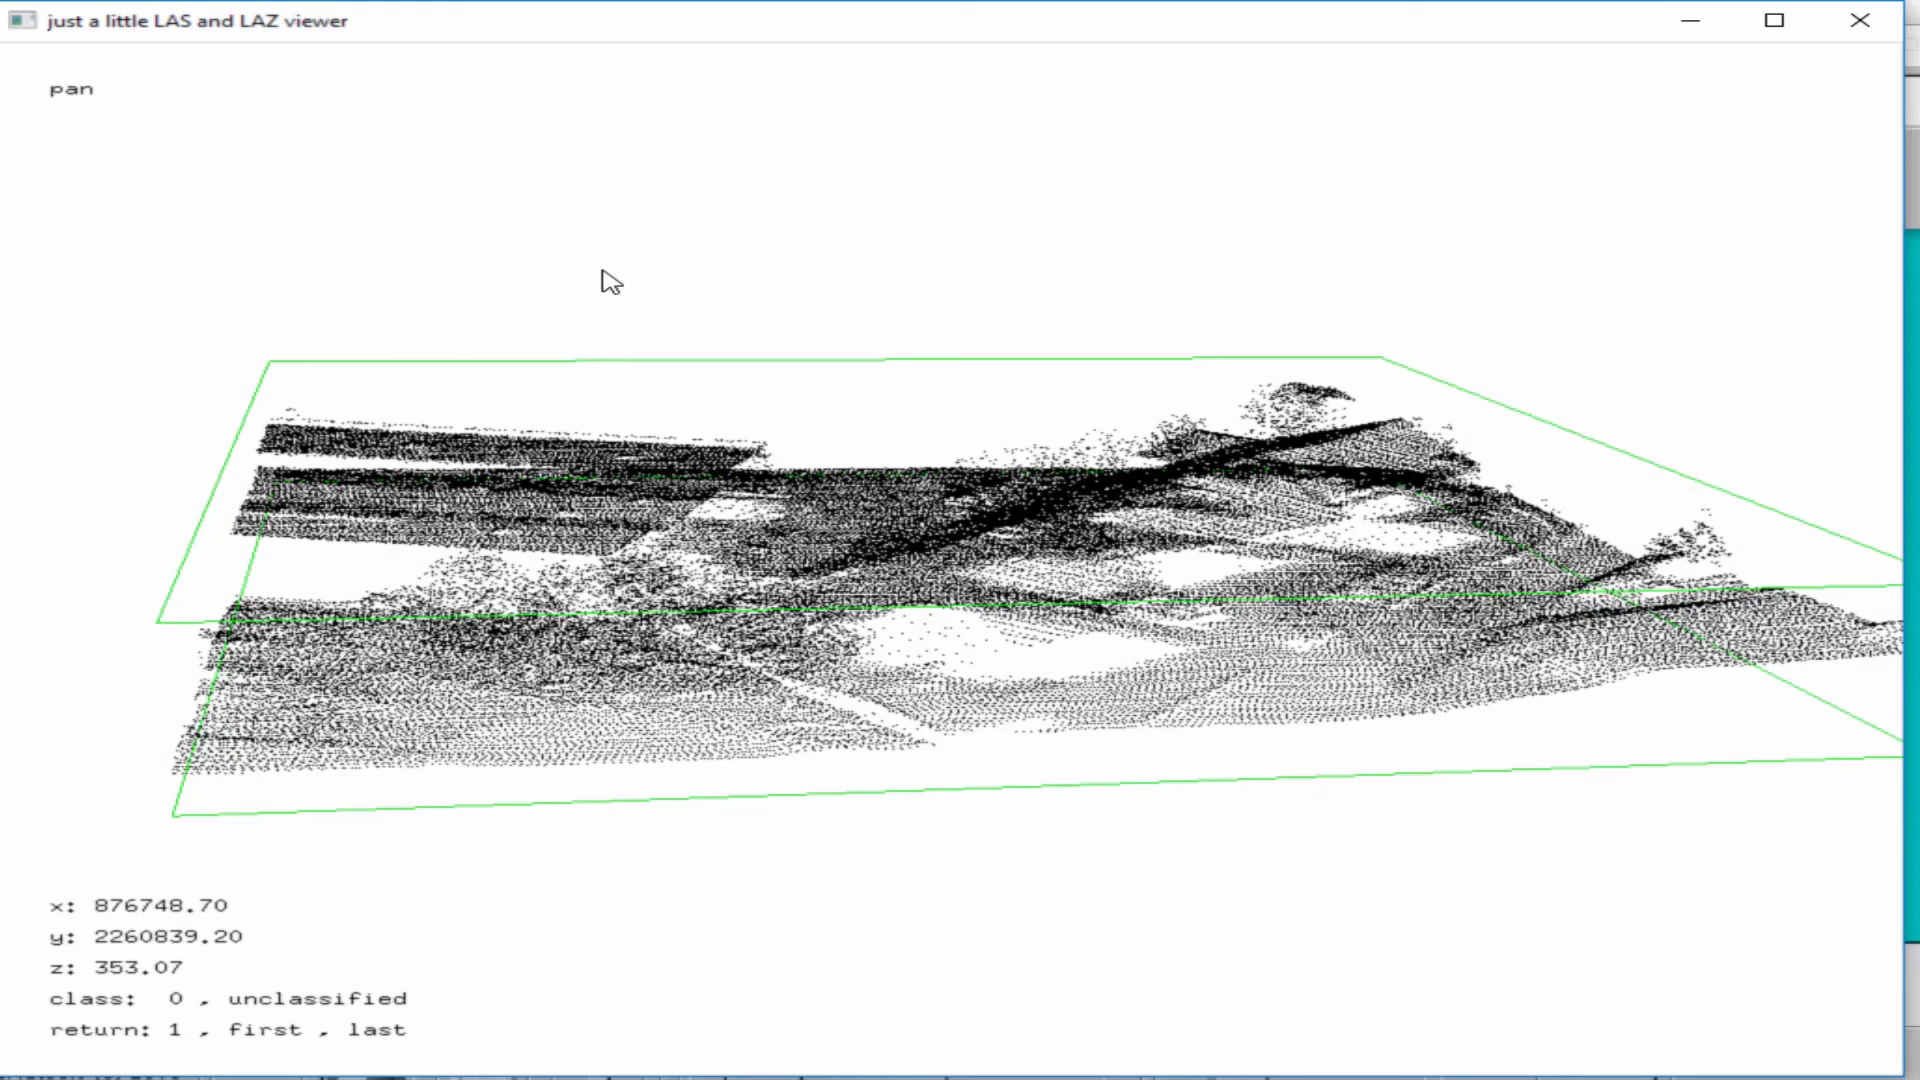 just a little LAS and LAZ viewer
pan
x: 876748.70
y: 2260839.20
z: 353.07
class: 0 , unclassified
return: 1 , first , last